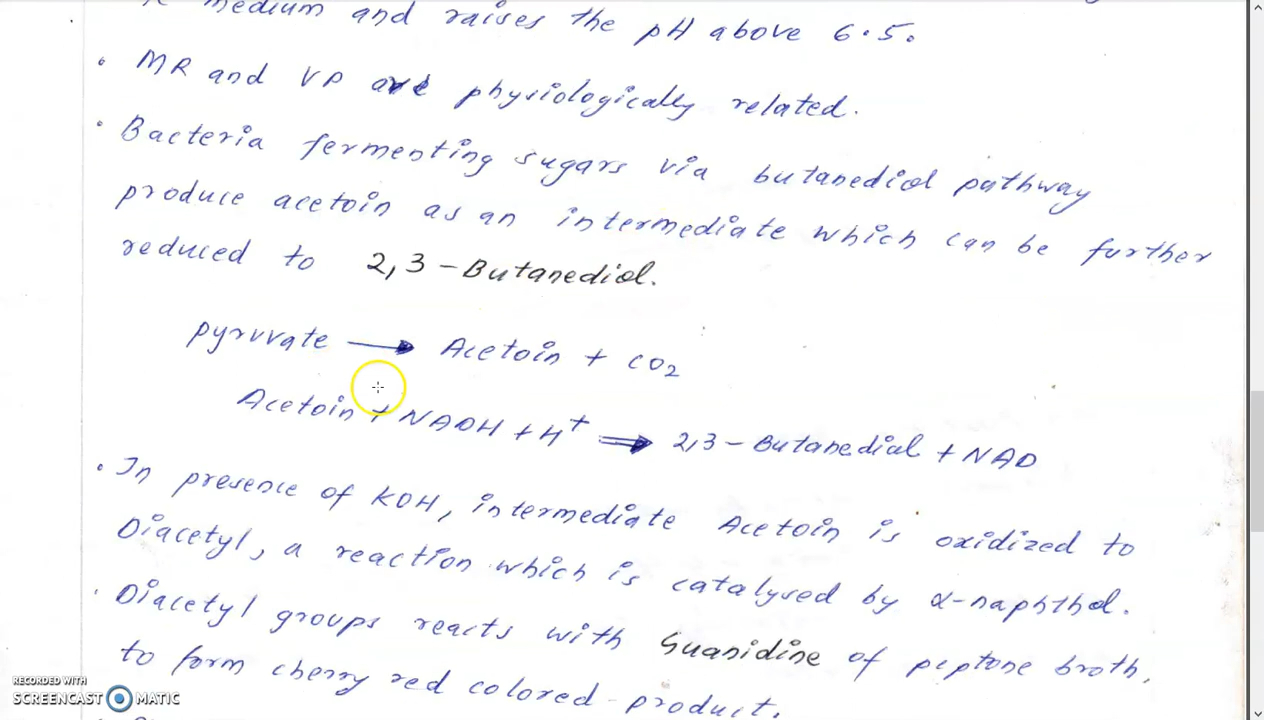 medium and raises the pH above 6.5.
• MR and VP are physiologically related.
• Bacteria fermenting sugars via butanediol pathway
produce acetoin as an intermediate which can be further
reduced to 2,3-Butanediol.
pyruvate → Acetoin + CO2
Acetoin + NADH + H+ ⇒ 2,3-Butanediol + NAD
• In presence of KOH, intermediate Acetoin is oxidized to
Diacetyl, a reaction which is catalysed by α-naphthol.
• Diacetyl groups reacts with Guanidine of peptone broth,
to form cherry red colored-product.
RECORDED WITH
SCREENCAST MATIC